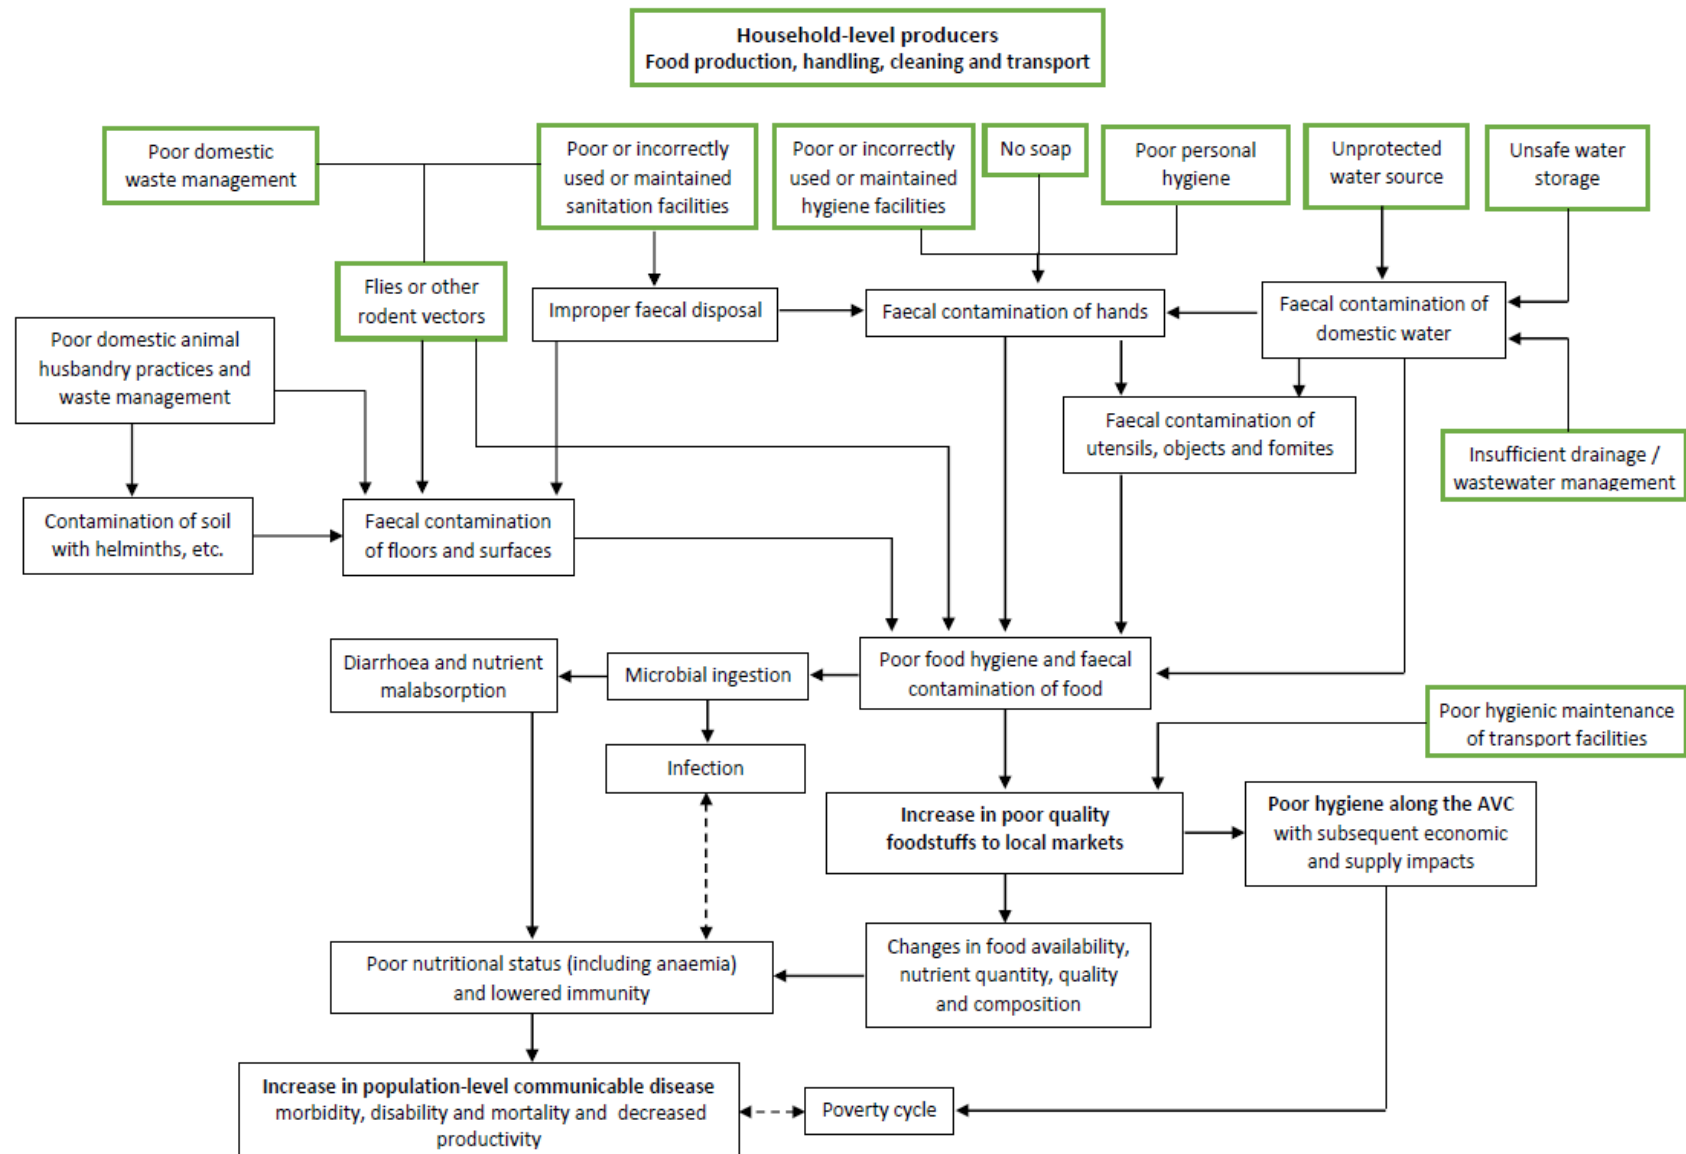 Household-level producers
Food production, handling, cleaning and transport
Poor domestic
waste management
Poor or incorrectly
used or maintained
sanitation facilities
Poor or incorrectly
used or maintained
hygiene facilities
No soap
Poor personal
hygiene
Unprotected
water source
Unsafe water
storage
Flies or other
rodent vectors
Improper faecal disposal
Faecal contamination of hands
Faecal contamination of
domestic water
Poor domestic animal
husbandry practices and
waste management
Faecal contamination of
utensils, objects and fomites
Insufficient drainage /
wastewater management
Contamination of soil
with helminths, etc.
Faecal contamination
of floors and surfaces
Diarrhoea and nutrient
malabsorption
Microbial ingestion
Poor food hygiene and faecal
contamination of food
Poor hygienic maintenance
of transport facilities
Infection
Increase in poor quality
foodstuffs to local markets
Poor hygiene along the AVC
with subsequent economic
and supply impacts
Poor nutritional status (including anaemia)
and lowered immunity
Changes in food availability,
nutrient quantity, quality
and composition
Increase in population-level communicable disease
morbidity, disability and mortality and decreased
productivity
Poverty cycle